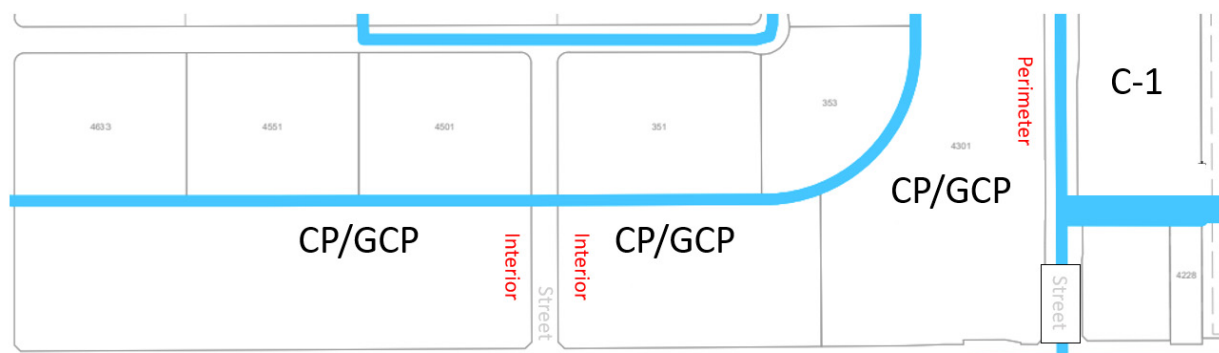 Perimeter
C-1
4633
4551
4501
351
353
4301
CP/GCP
CP/GCP
CP/GCP
Interior
Interior
Street
Street
4228